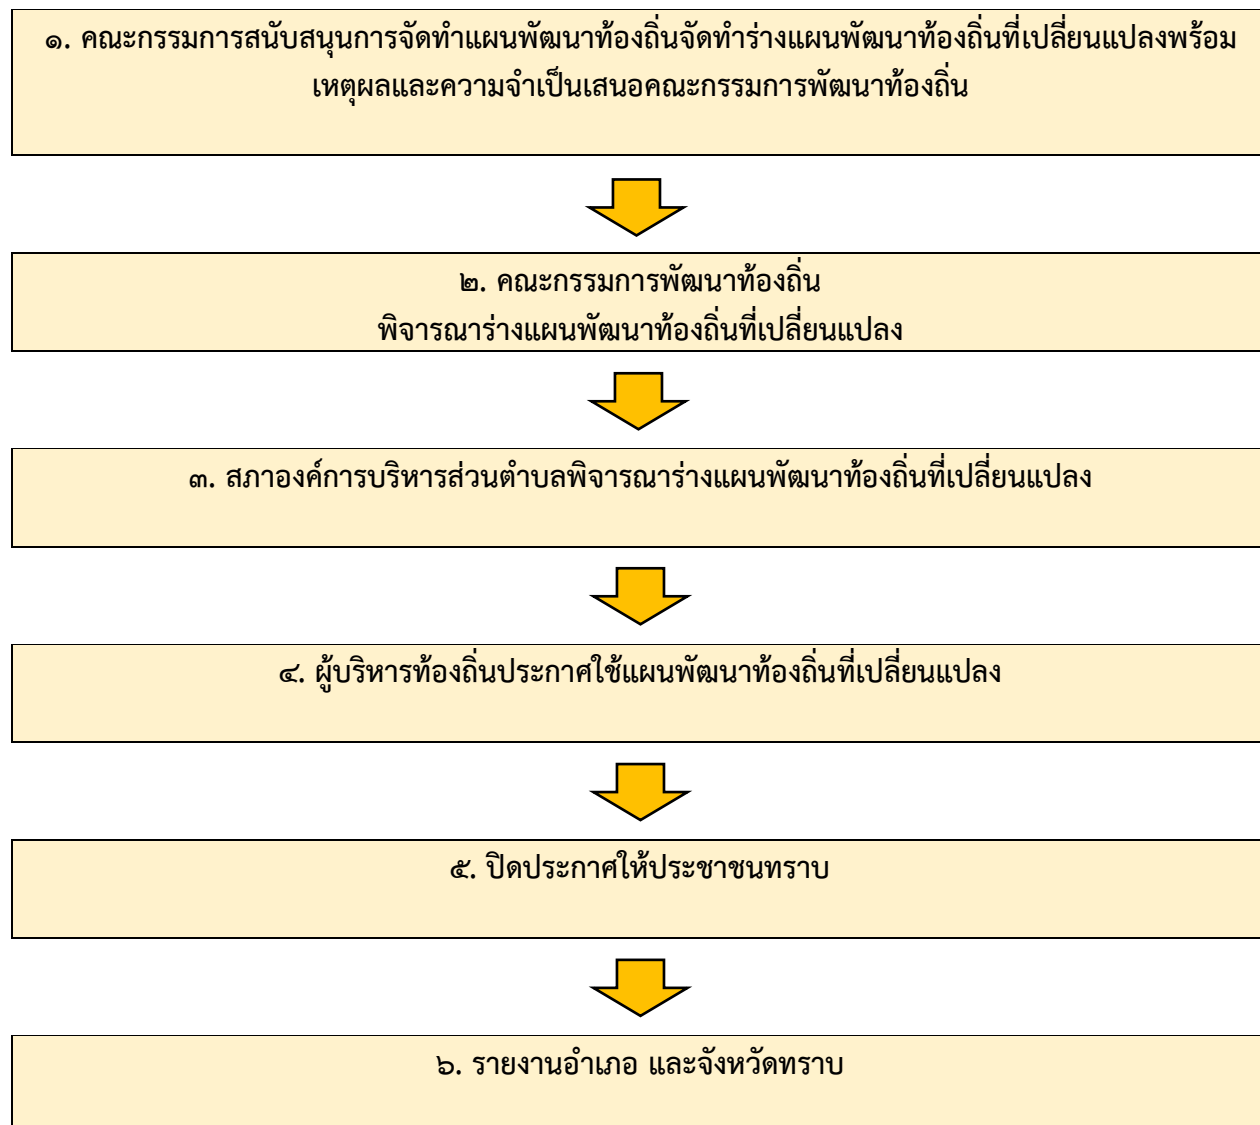 ๑. คณะกรรมการสนับสนุนการจัดทำแผนพัฒนาท้องถิ่นจัดทำร่างแผนพัฒนาท้องถิ่นที่เปลี่ยนแปลงพร้อม
เหตุผลและความจำเป็นเสนอคณะกรรมการพัฒนาท้องถิ่น
๒. คณะกรรมการพัฒนาท้องถิ่น
พิจารณาร่างแผนพัฒนาท้องถิ่นที่เปลี่ยนแปลง
๓. สภาองค์การบริหารส่วนตำบลพิจารณาร่างแผนพัฒนาท้องถิ่นที่เปลี่ยนแปลง
๔. ผู้บริหารท้องถิ่นประกาศใช้แผนพัฒนาท้องถิ่นที่เปลี่ยนแปลง
๕. ปิดประกาศให้ประชาชนทราบ
๖. รายงานอำเภอ และจังหวัดทราบ